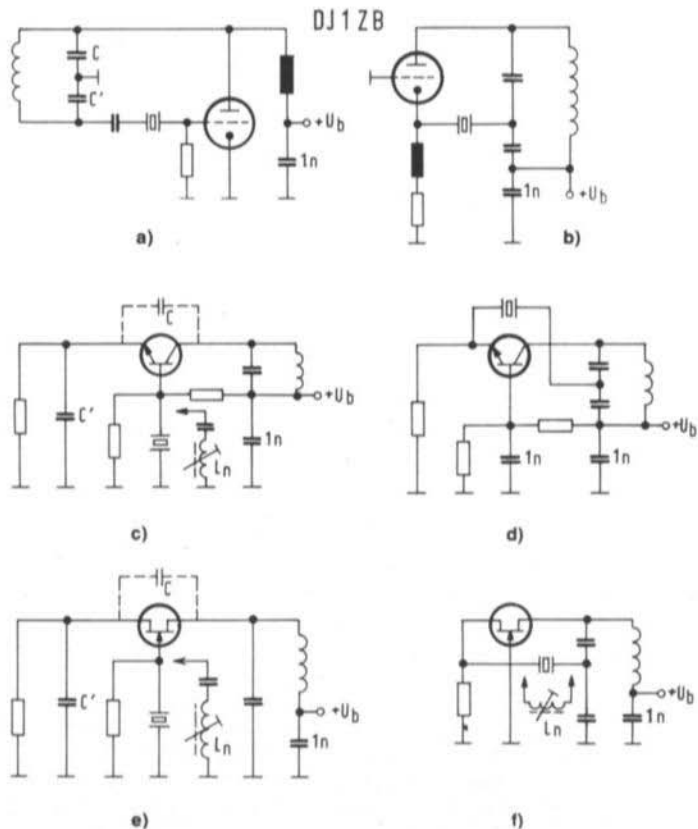 DJ1ZB
C
C'
+Ub
1n
a)
+Ub
1n
b)
C
C'
Ln
1n
+Ub
c)
1n
1n
+Ub
d)
C
C'
Ln
1n
+Ub
e)
Ln
1n
+Ub
f)